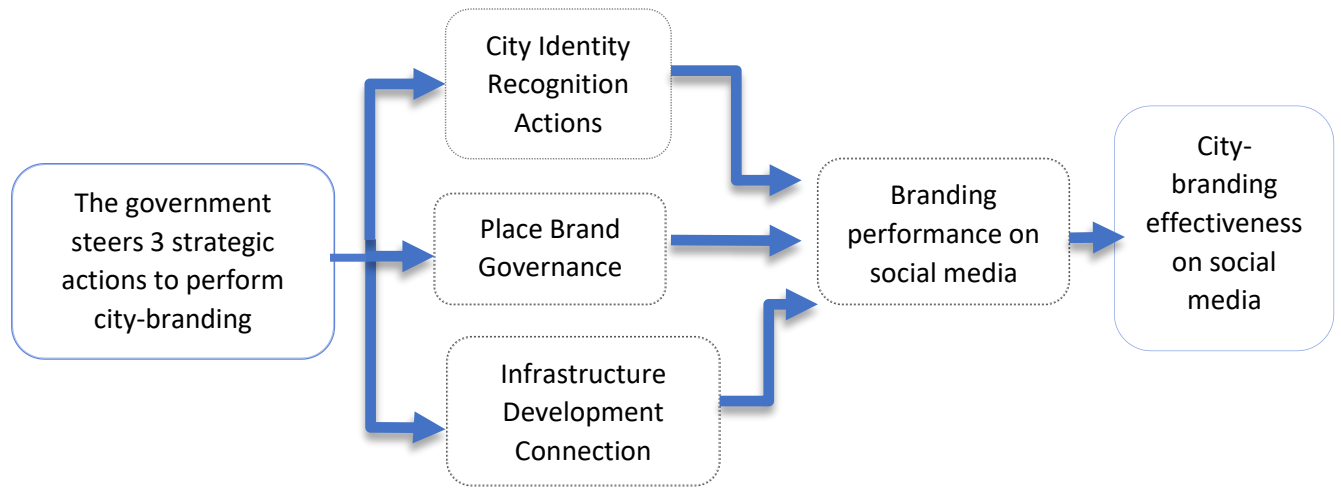 The government
steers 3 strategic
actions to perform
city-branding
City Identity
Recognition
Actions
Place Brand
Governance
Infrastructure
Development
Connection
Branding
performance on
social media
City-
branding
effectiveness
on social
media